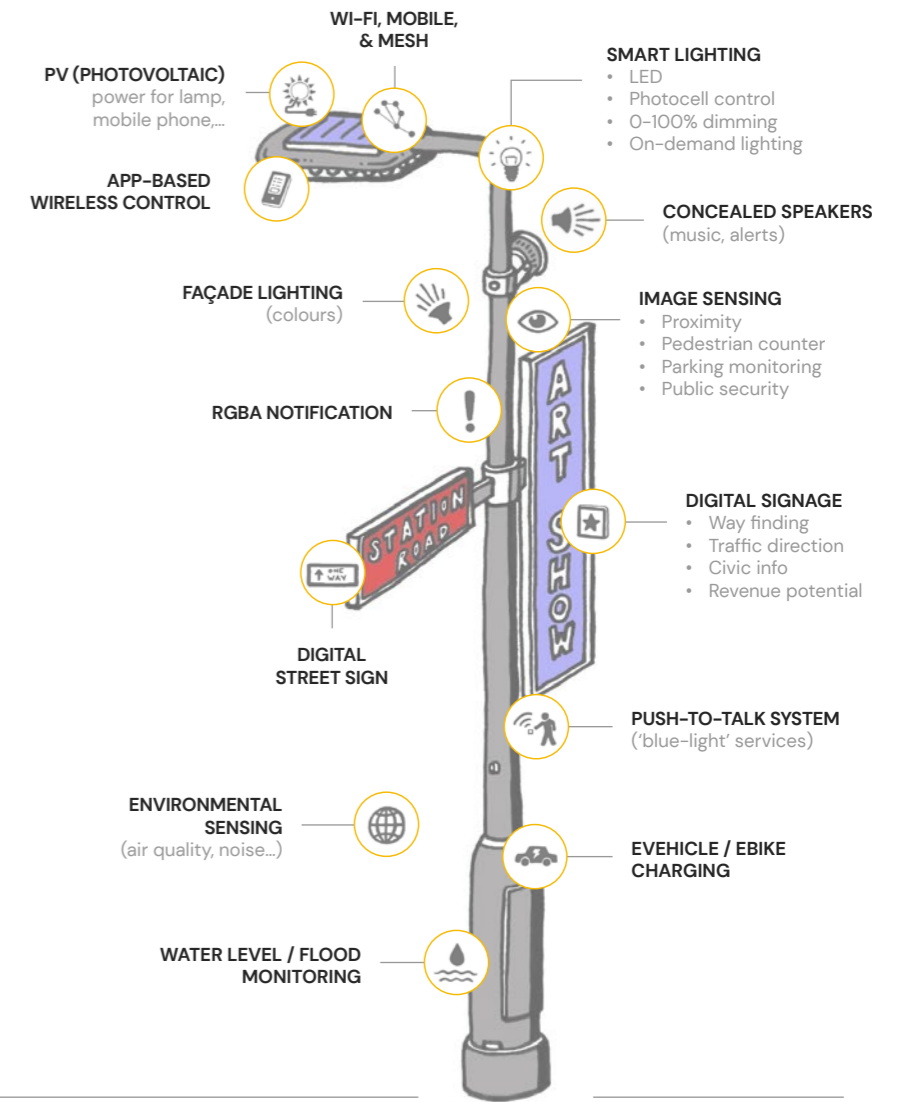 WI-FI, MOBILE,
& MESH
PV (PHOTOVOLTAIC)
power for lamp,
mobile phone,...
SMART LIGHTING
• LED
• Photocell control
• 0-100% dimming
• On-demand lighting
APP-BASED
WIRELESS CONTROL
CONCEALED SPEAKERS
(music, alerts)
FAÇADE LIGHTING
(colours)
IMAGE SENSING
• Proximity
• Pedestrian counter
• Parking monitoring
• Public security
RGBA NOTIFICATION
ART SHOW
STATION
ROAD
ONE
WAY
DIGITAL SIGNAGE
• Way finding
• Traffic direction
• Civic info
• Revenue potential
DIGITAL
STREET SIGN
PUSH-TO-TALK SYSTEM
(‘blue-light’ services)
ENVIRONMENTAL
SENSING
(air quality, noise...)
EVEHICLE / EBIKE
CHARGING
WATER LEVEL / FLOOD
MONITORING